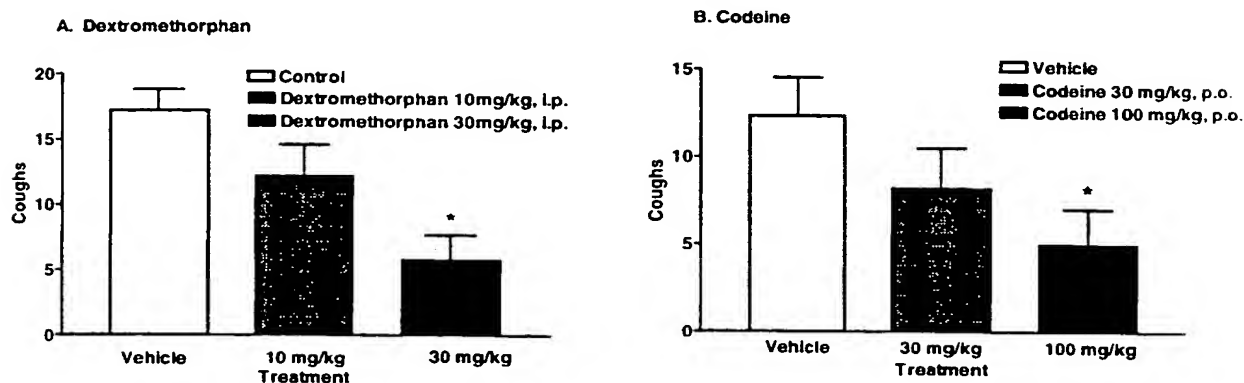 A. Dextromethorphan
20
15
10
5
0
Coughs
Control
Dextromethorphan 10mg/kg, i.p.
Dextromethorphan 30mg/kg, i.p.
*
Vehicle
10 mg/kg
30 mg/kg
Treatment
B. Codeine
15
10
5
0
Coughs
Vehicle
Codeine 30 mg/kg, p.o.
Codeine 100 mg/kg, p.o.
*
Vehicle
30 mg/kg
100 mg/kg
Treatment